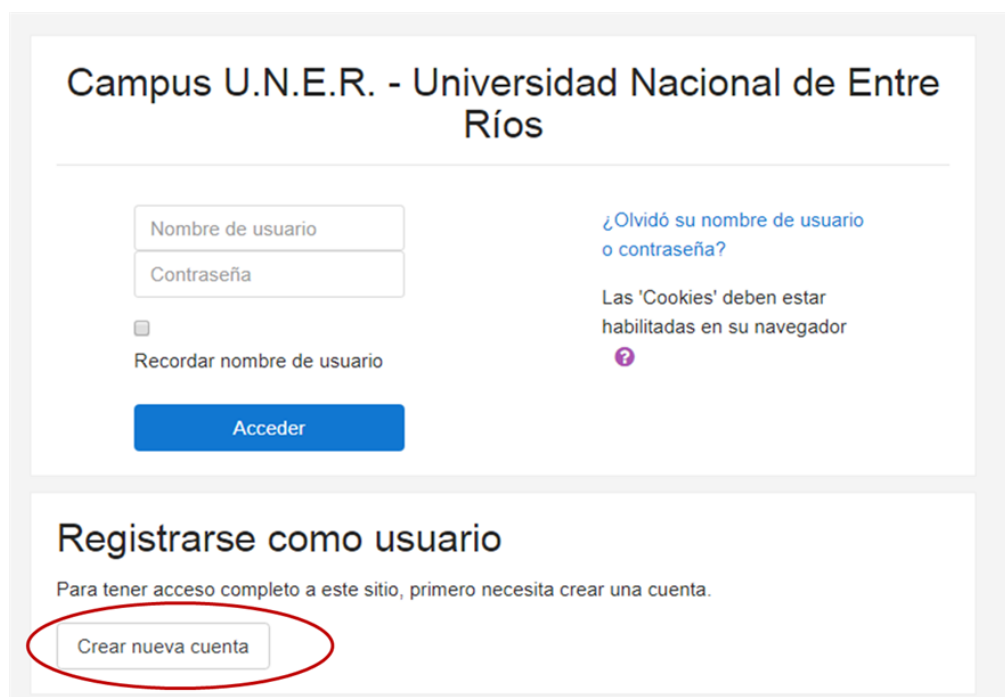 Campus U.N.E.R. - Universidad Nacional de Entre
Ríos
Nombre de usuario
Contraseña
Recordar nombre de usuario
Acceder
¿Olvidó su nombre de usuario
o contraseña?
Las 'Cookies' deben estar
habilitadas en su navegador
?
Registrarse como usuario
Para tener acceso completo a este sitio, primero necesita crear una cuenta.
Crear nueva cuenta